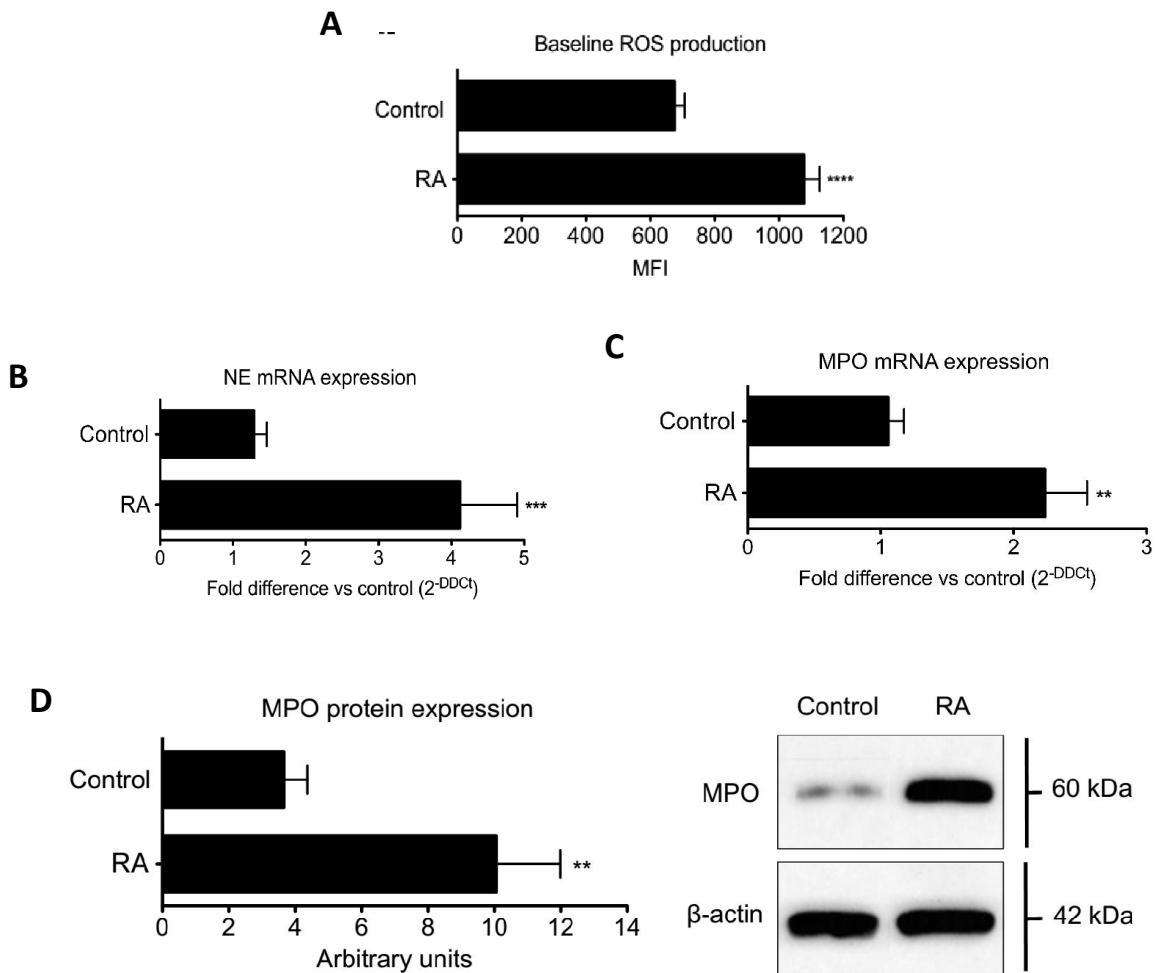 A --
Baseline ROS production
Control
RA
****
0 200 400 600 800 1000 1200
MFI
B
NE mRNA expression
Control
RA
***
0 1 2 3 4 5
Fold difference vs control (2-DDCt)
C
MPO mRNA expression
Control
RA
**
0 1 2 3
Fold difference vs control (2-DDCt)
D
MPO protein expression
Control
RA
**
0 2 4 6 8 10 12 14
Arbitrary units
Control RA
MPO 60 kDa
β-actin 42 kDa